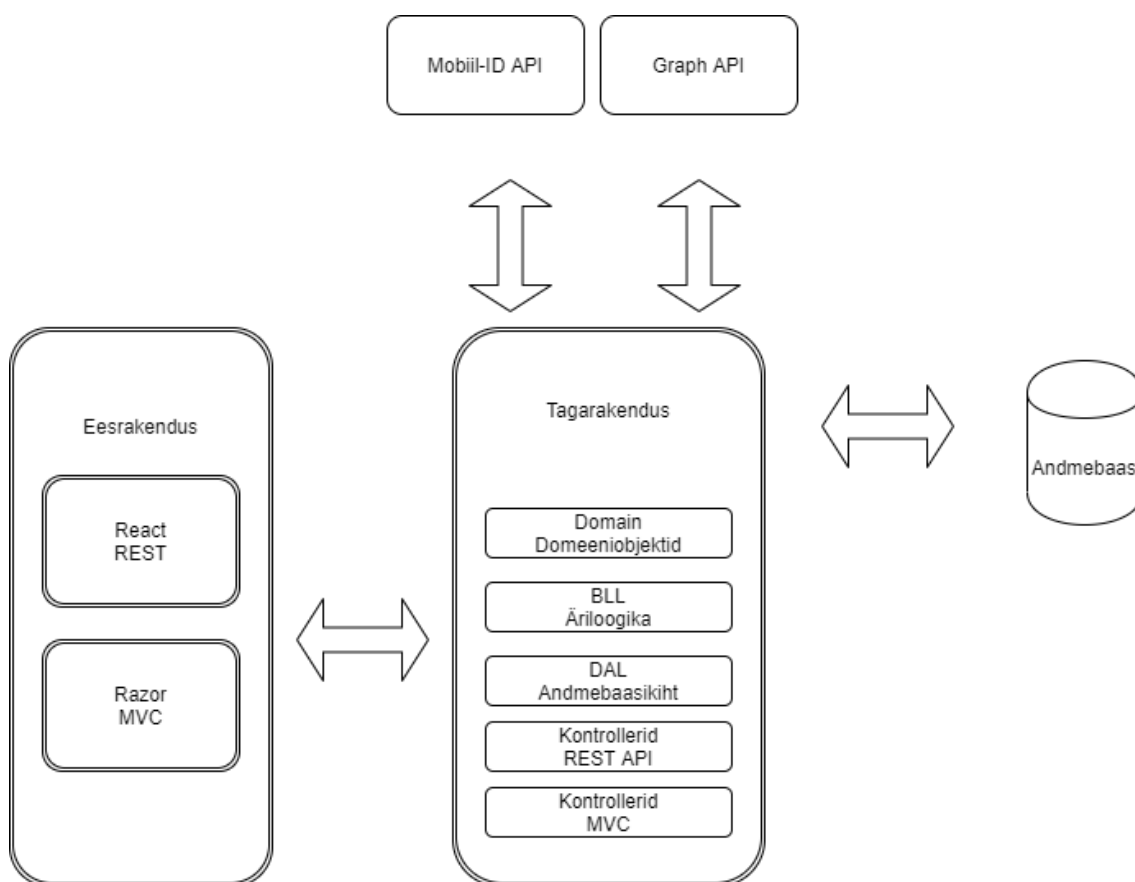 Mobiil-ID API
Graph API
Eesrakendus
React
REST
Razor
MVC
Tagarakendus
Domain
Domeeniobjektid
BLL
Äriloogika
DAL
Andmebaasikiht
Kontrollerid
REST API
Kontrollerid
MVC
Andmebaas